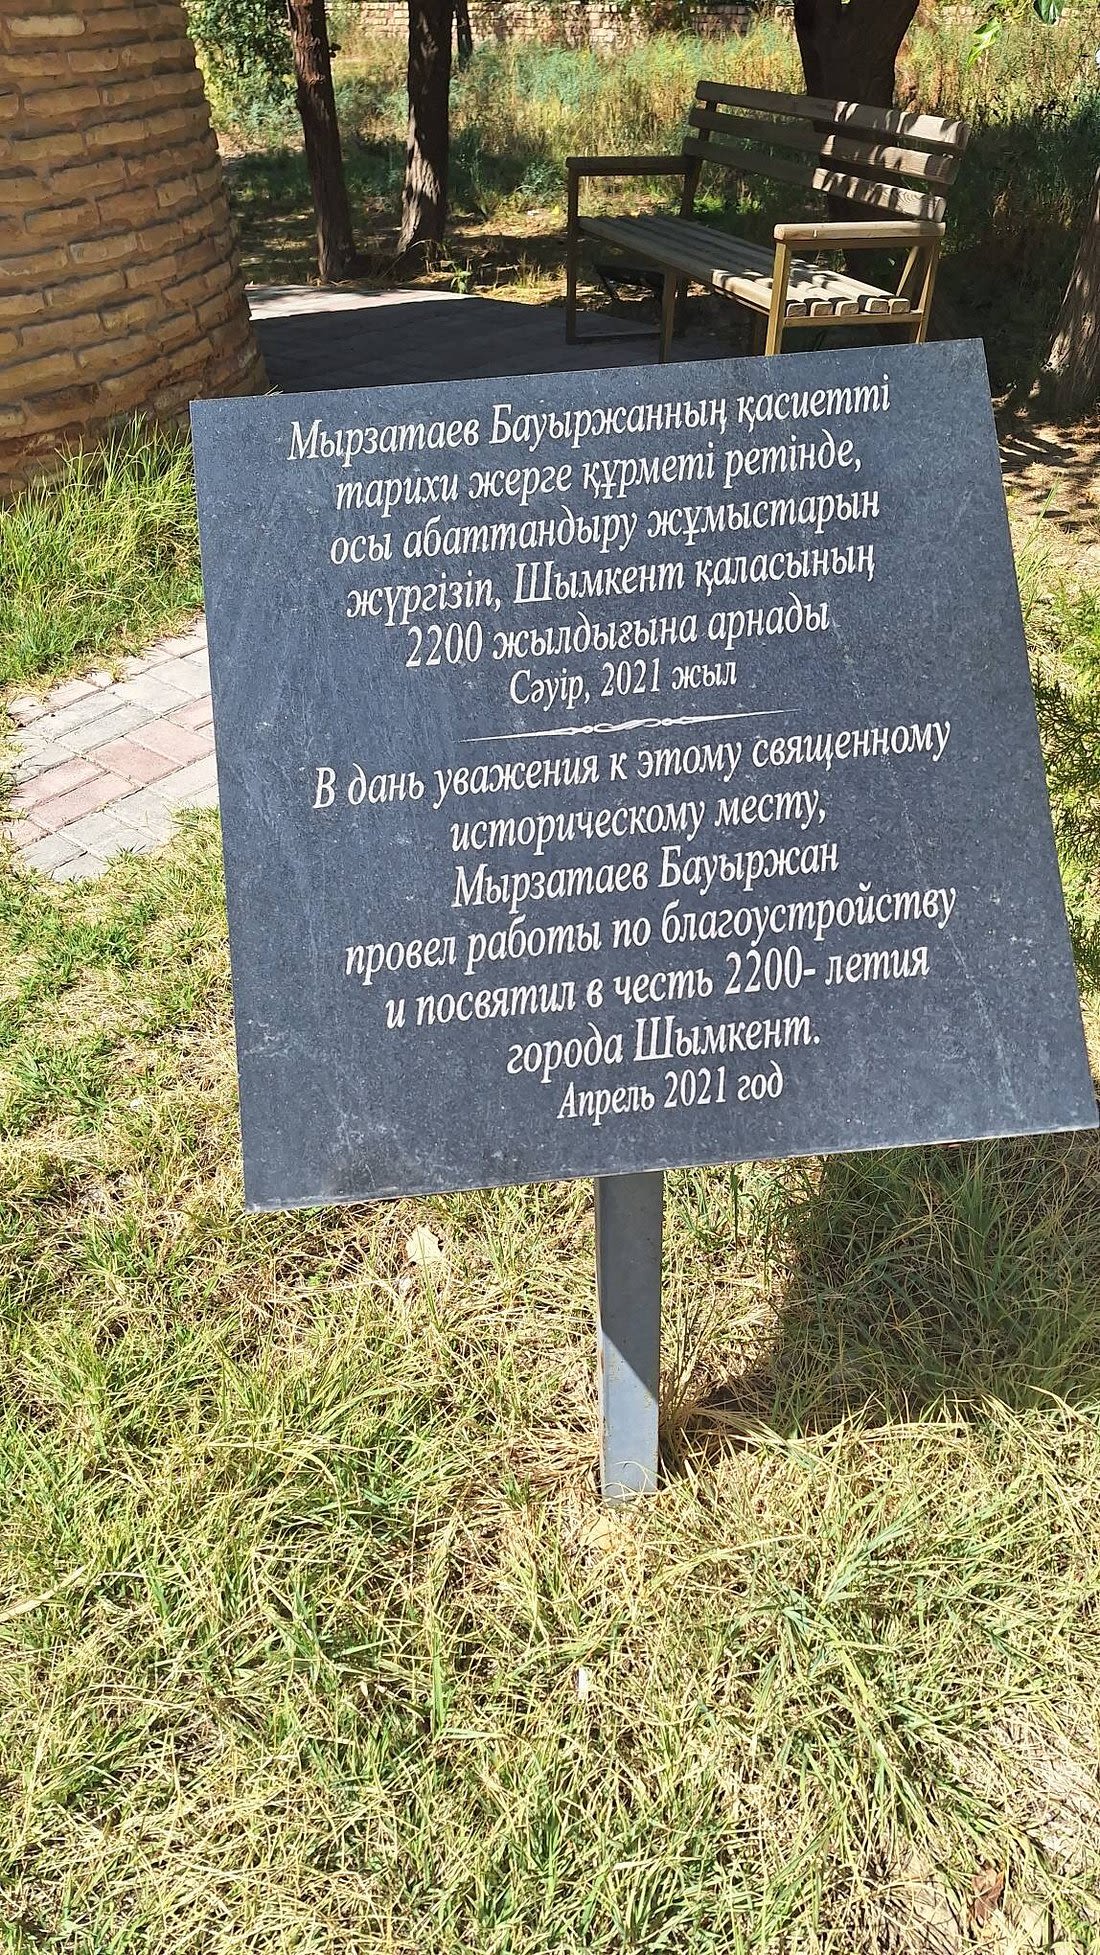 Мырзатаев Бауыржанның қасиетті
тарихи жерге құрметі ретінде,
осы абаттандыру жұмыстарын
жүргізіп, Шымкент қаласының
2200 жылдығына арнады
Сәуір, 2021 жыл
В дань уважения к этому священному
историческому месту,
Мырзатаев Бауыржан
провел работы по благоустройству
и посвятил в честь 2200- летия
города Шымкент.
Апрель 2021 год